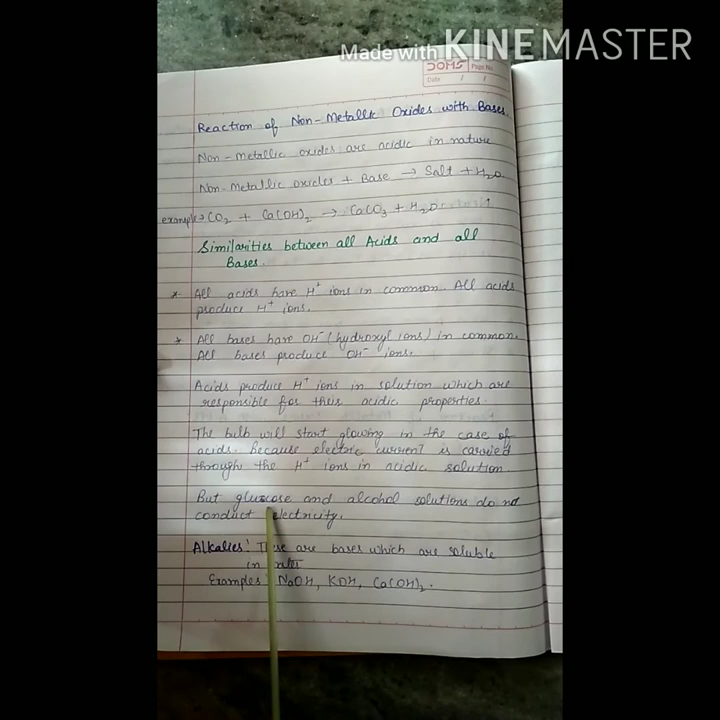 Made with KINEMASTER
DOMS Page No.
Date / /
Reaction of Non-Metallic Oxides with Bases
Non-Metallic oxides are acidic in nature
Non-Metallic oxides + Base → Salt + H₂O.
example→ CO₂ + Ca(OH)₂ → CaCO₃ + H₂O
Similarities between all Acids and all
Bases.
* All acids have H⁺ ions in common. All acids
produce H⁺ ions.
* All bases have OH⁻ (hydroxyl ions) in common.
All bases produce OH⁻ ions.
Acids produce H⁺ ions in solution which are
responsible for their acidic properties.
The bulb will start glowing in the case of
acids. Because electric current is carried
through the H⁺ ions in acidic solution.
But glucose and alcohol solutions do not
conduct electricity.
Alkalies: These are bases which are soluble
in water
Examples: NaOH, KOH, Ca(OH)₂.